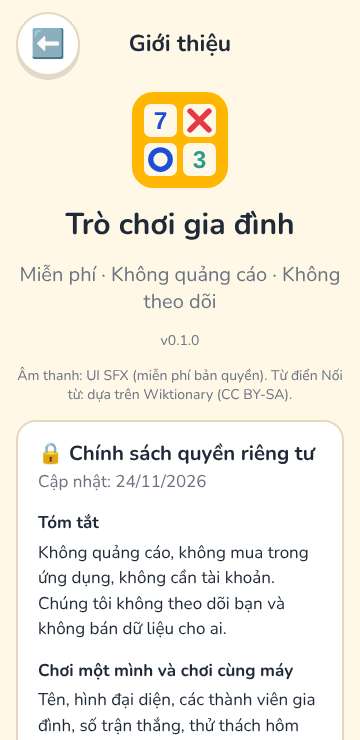 Giới thiệu
7
3
Trò chơi gia đình
Miễn phí · Không quảng cáo · Không
theo dõi
v0.1.0
Âm thanh: UI SFX (miễn phí bản quyền). Từ điển Nối
từ: dựa trên Wiktionary (CC BY-SA).
🔒 Chính sách quyền riêng tư
Cập nhật: 24/11/2026
Tóm tắt
Không quảng cáo, không mua trong
ứng dụng, không cần tài khoản.
Chúng tôi không theo dõi bạn và
không bán dữ liệu cho ai.
Chơi một mình và chơi cùng máy
Tên, hình đại diện, các thành viên gia
đình, số trận thắng, thử thách hôm